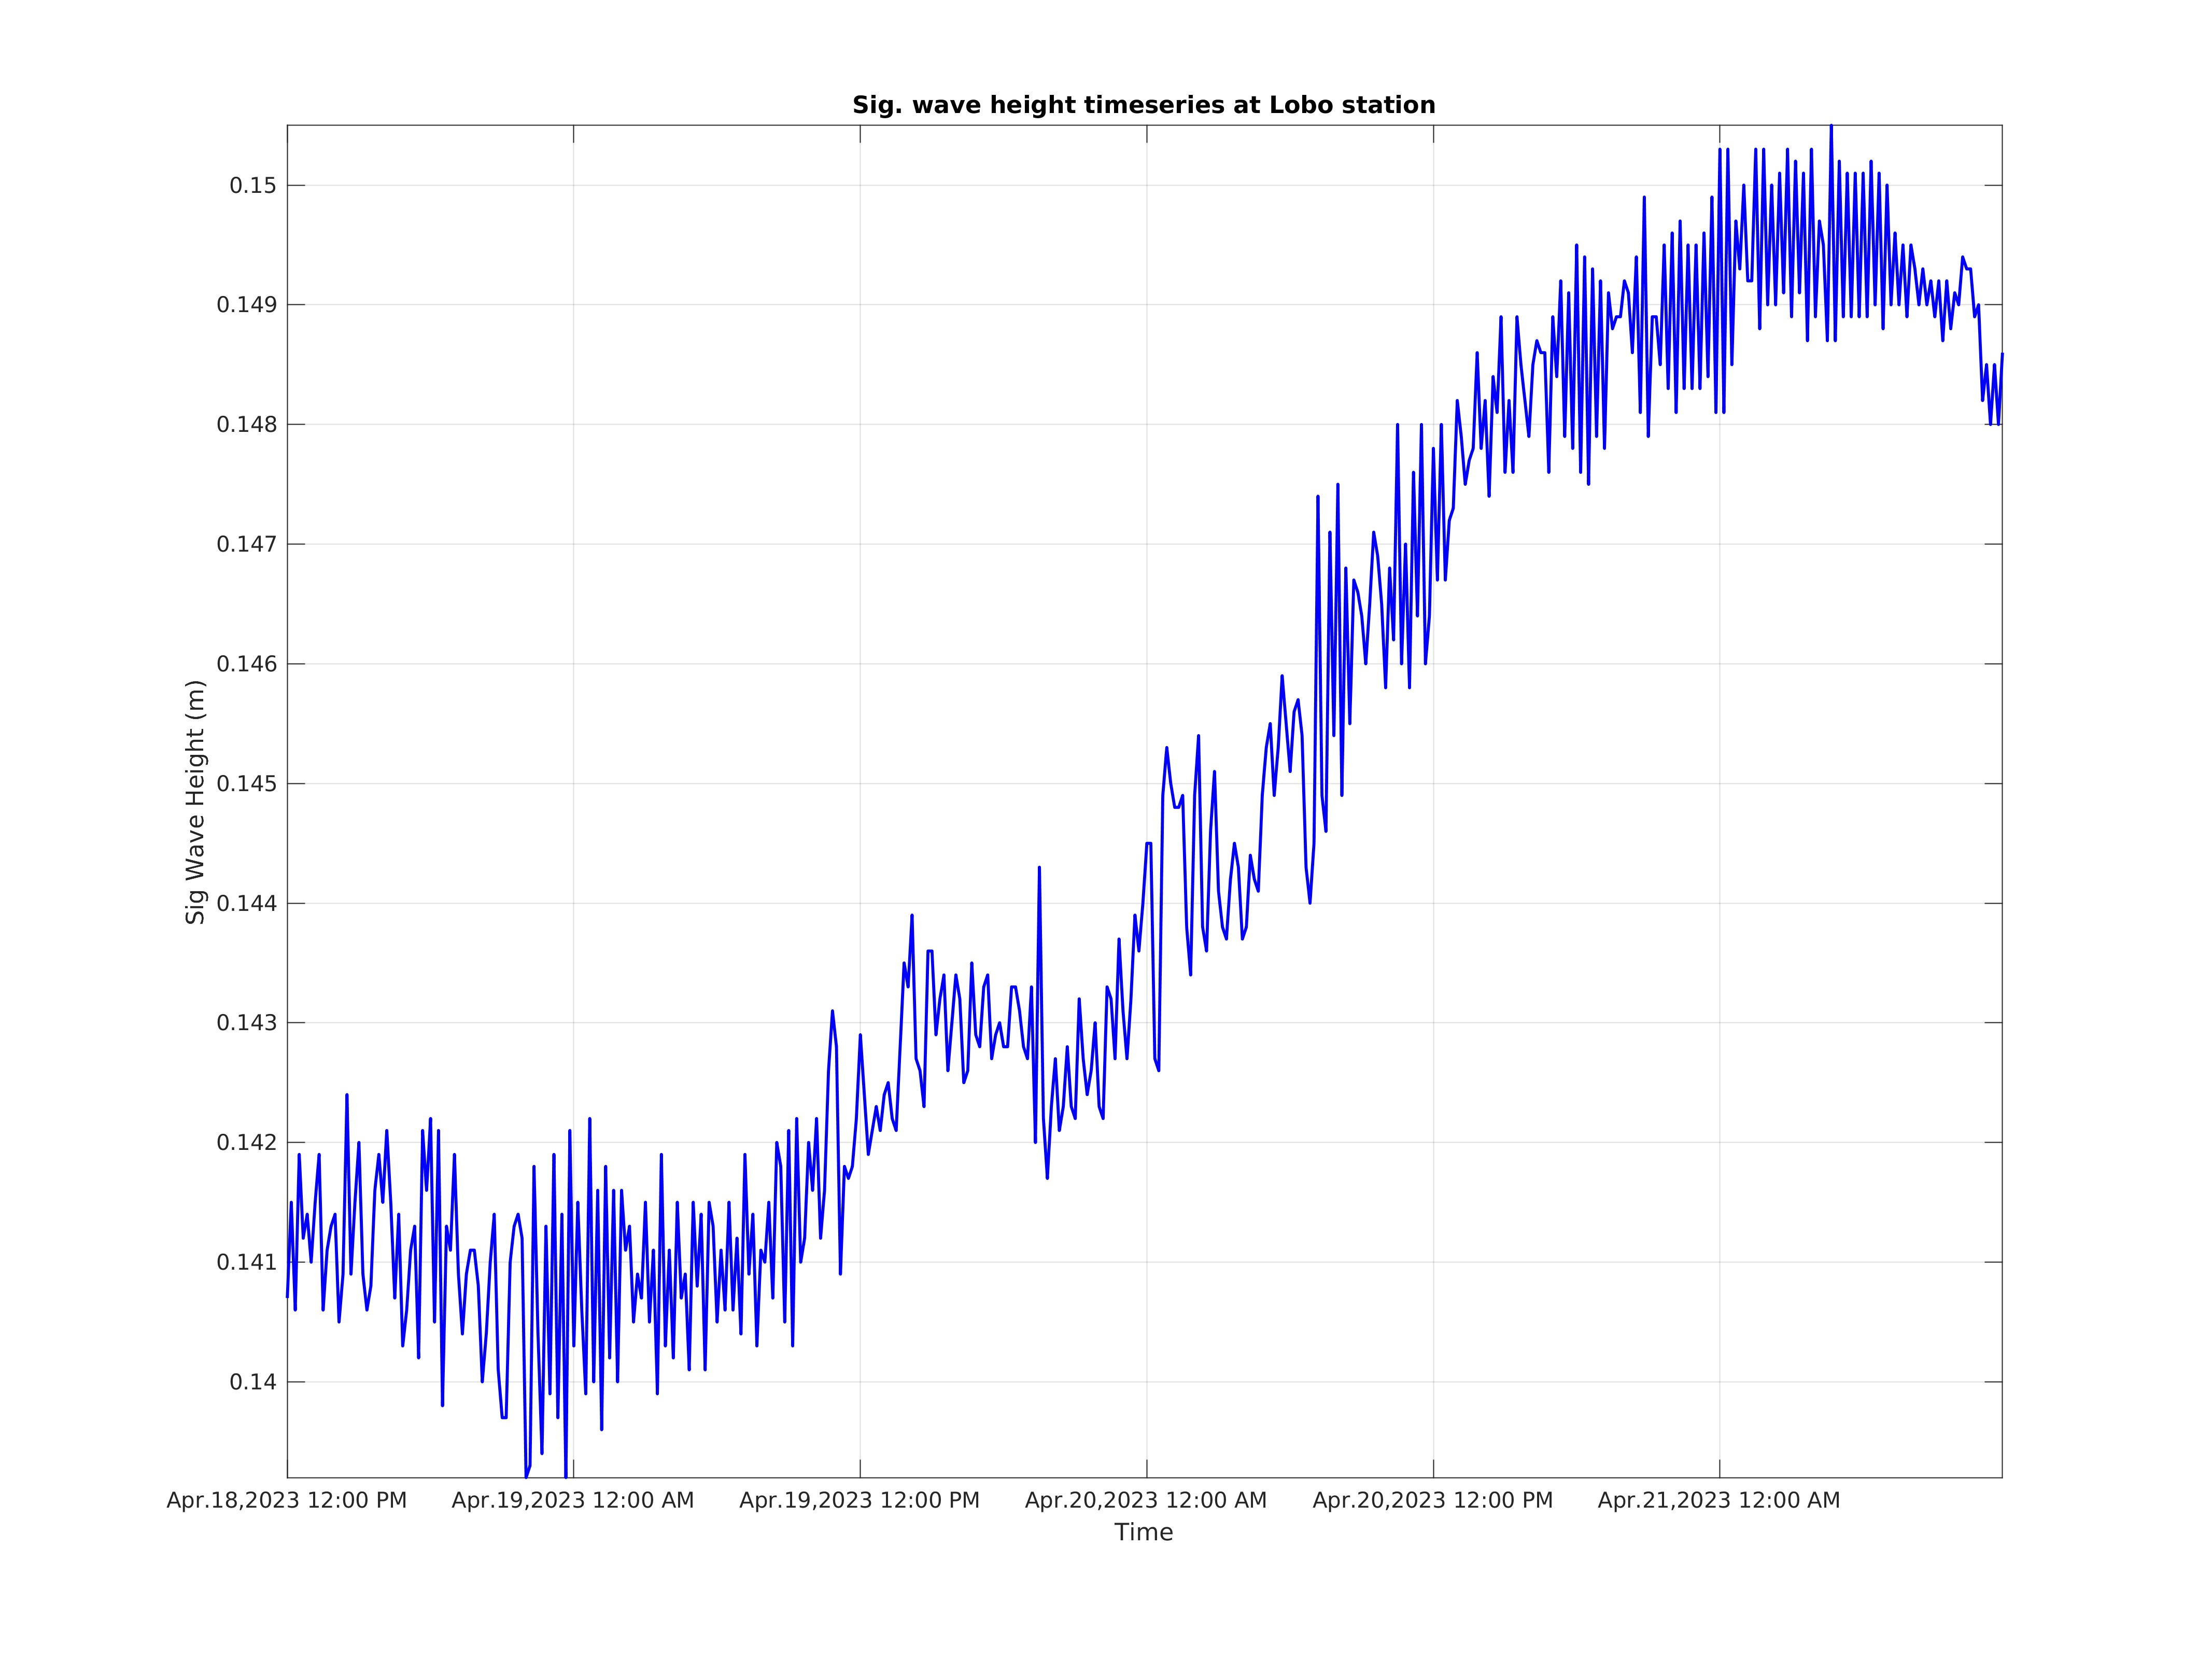 Sig. wave height timeseries at Lobo station
0.15
0.149
0.148
0.147
0.146
0.145
0.144
0.143
0.142
0.141
0.14
Sig Wave Height (m)
Apr.18,2023 12:00 PM Apr.19,2023 12:00 AM Apr.19,2023 12:00 PM Apr.20,2023 12:00 AM Apr.20,2023 12:00 PM Apr.21,2023 12:00 AM
Time